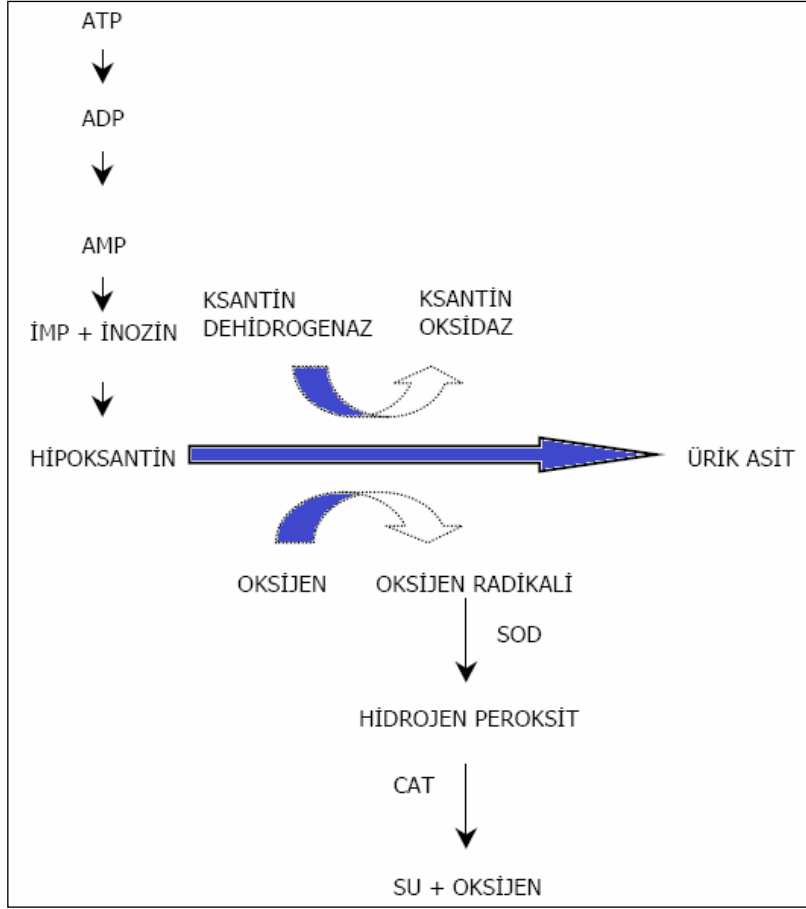 ATP
ADP
AMP
İMP + İNOZİN
KSANTİN
DEHİDROGENAZ
KSANTİN
OKSİDAZ
HİPOKSANTİN
ÜRİK ASİT
OKSİJEN
OKSİJEN RADİKALİ
SOD
HİDROJEN PEROKSİT
CAT
SU + OKSİJEN